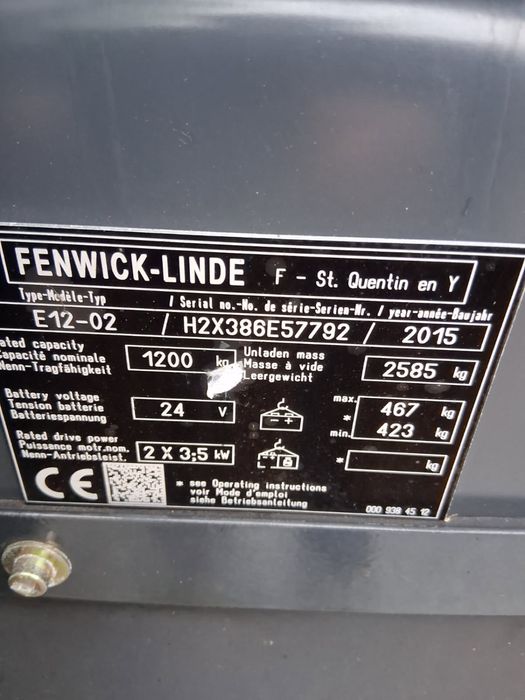 FENWICK-LINDE F - St. Quentin en Y
Type-Modèle-Typ / Serial no.-No. de série-Serien-Nr. / year-année-Baujahr
E12-02 / H2X386E57792 / 2015
ated capacity
Capacité nominale
Nenn-Tragfähigkeit
1200 kg
Unladen mass
Masse à vide
Leergewicht
2585 kg
Battery voltage
Tension batterie
Batteriespannung
24 V
- +
max. 467 kg
*
min. 423 kg
Rated drive power
Puissance motr.nom.
Nenn-Antriebsleist.
2 X 3,5 kW
* kg
CE
* see Operating instructions
voir Mode d'emploi
siehe Betriebsanleitung
000 938 45 12